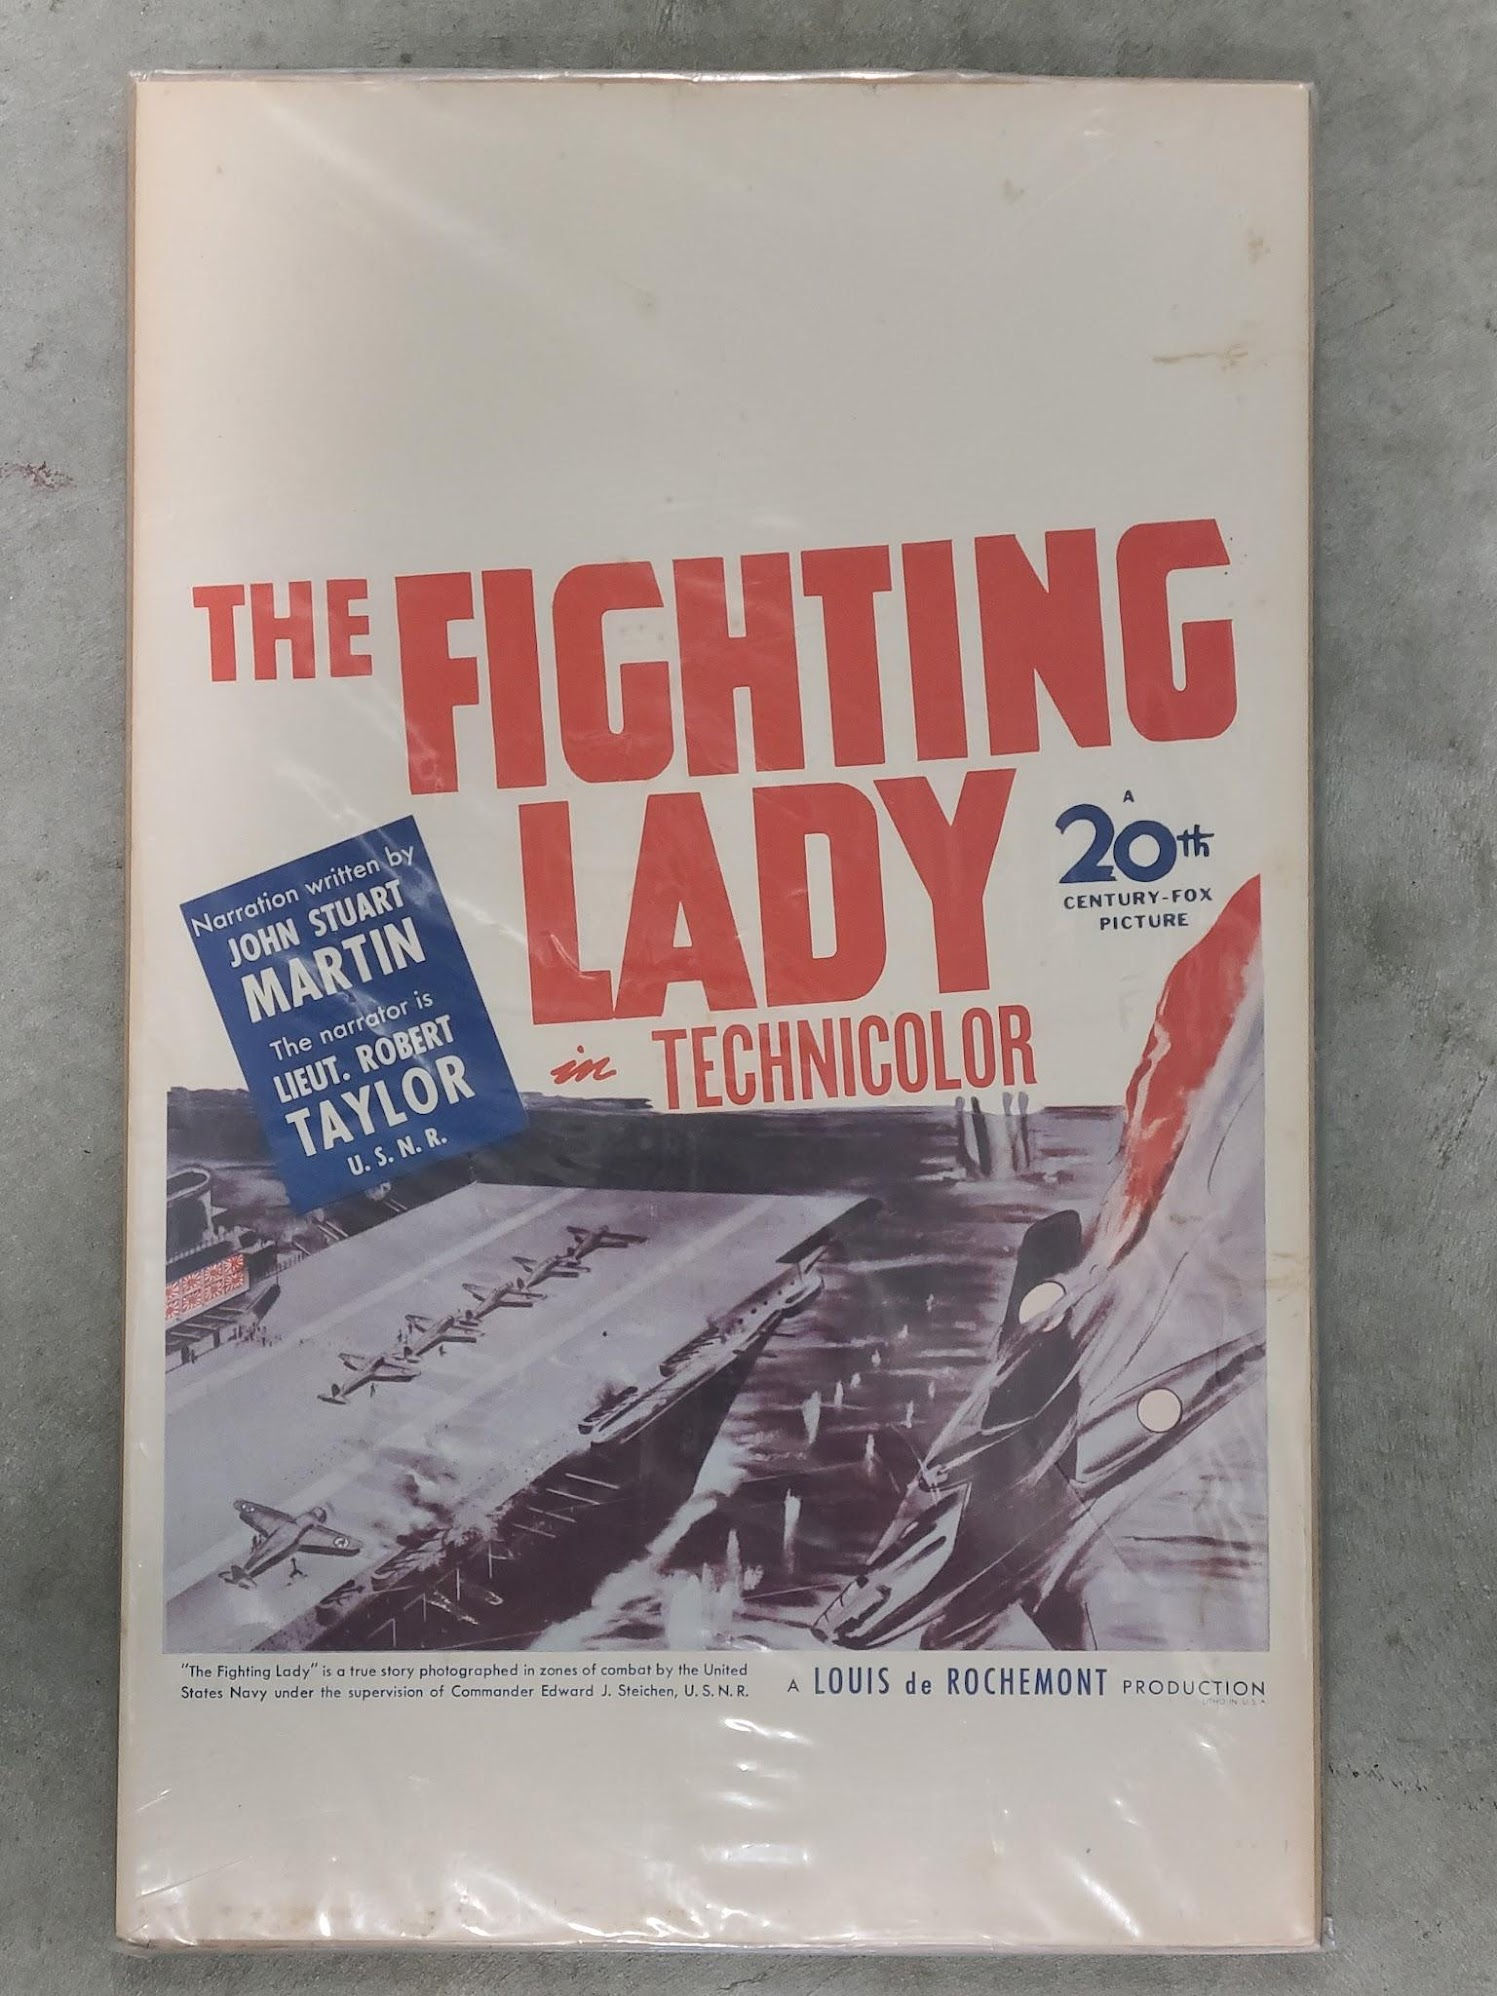 THE FIGHTING
LADY
in TECHNICOLOR
A
20th
CENTURY-FOX
PICTURE
Narration written by
JOHN STUART
MARTIN
The narrator is
LIEUT. ROBERT
TAYLOR
U. S. N. R.
"The Fighting Lady" is a true story photographed in zones of combat by the United
States Navy under the supervision of Commander Edward J. Steichen, U. S. N. R.
A LOUIS de ROCHEMONT PRODUCTION
LITHO IN U.S.A.